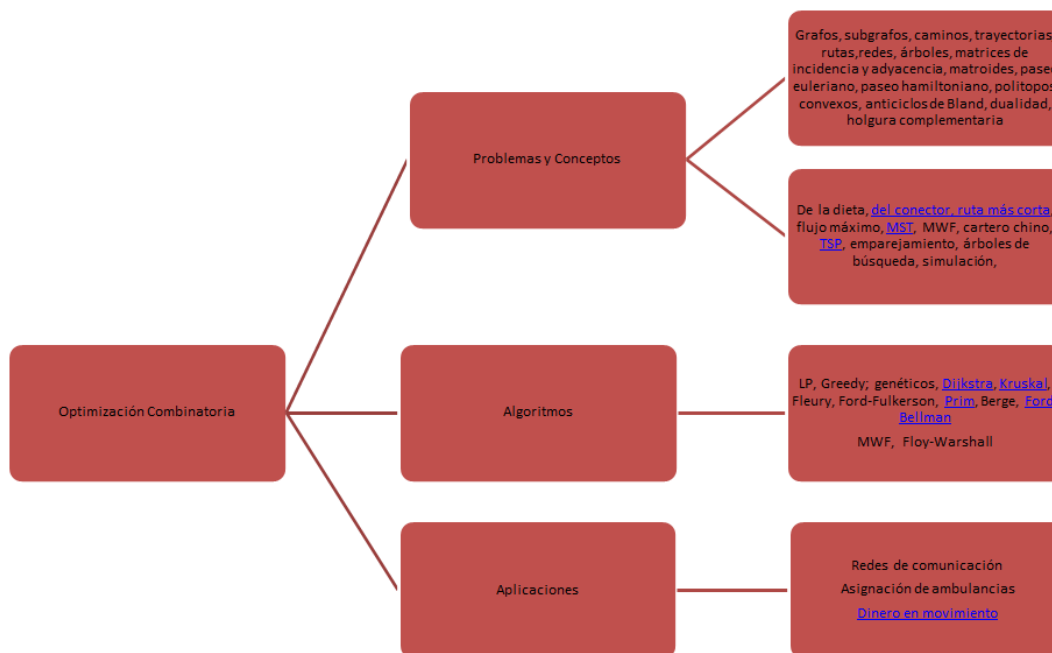 Grafos, subgrafos, caminos, trayectorias
rutas,redes, árboles, matrices de
incidencia y adyacencia, matroides, paseo
euleriano, paseo hamiltoniano, politopos
convexos, anticiclos de Bland, dualidad,
holgura complementaria
Problemas y Conceptos
De la dieta, del conector, ruta más corta,
flujo máximo, MST, MWF, cartero chino,
TSP, emparejamiento, árboles de
búsqueda, simulación,
Optimización Combinatoria
Algoritmos
LP, Greedy; genéticos, Dijkstra, Kruskal,
Fleury, Ford-Fulkerson, Prim, Berge, Ford
Bellman
MWF, Floy-Warshall
Aplicaciones
Redes de comunicación
Asignación de ambulancias
Dinero en movimiento